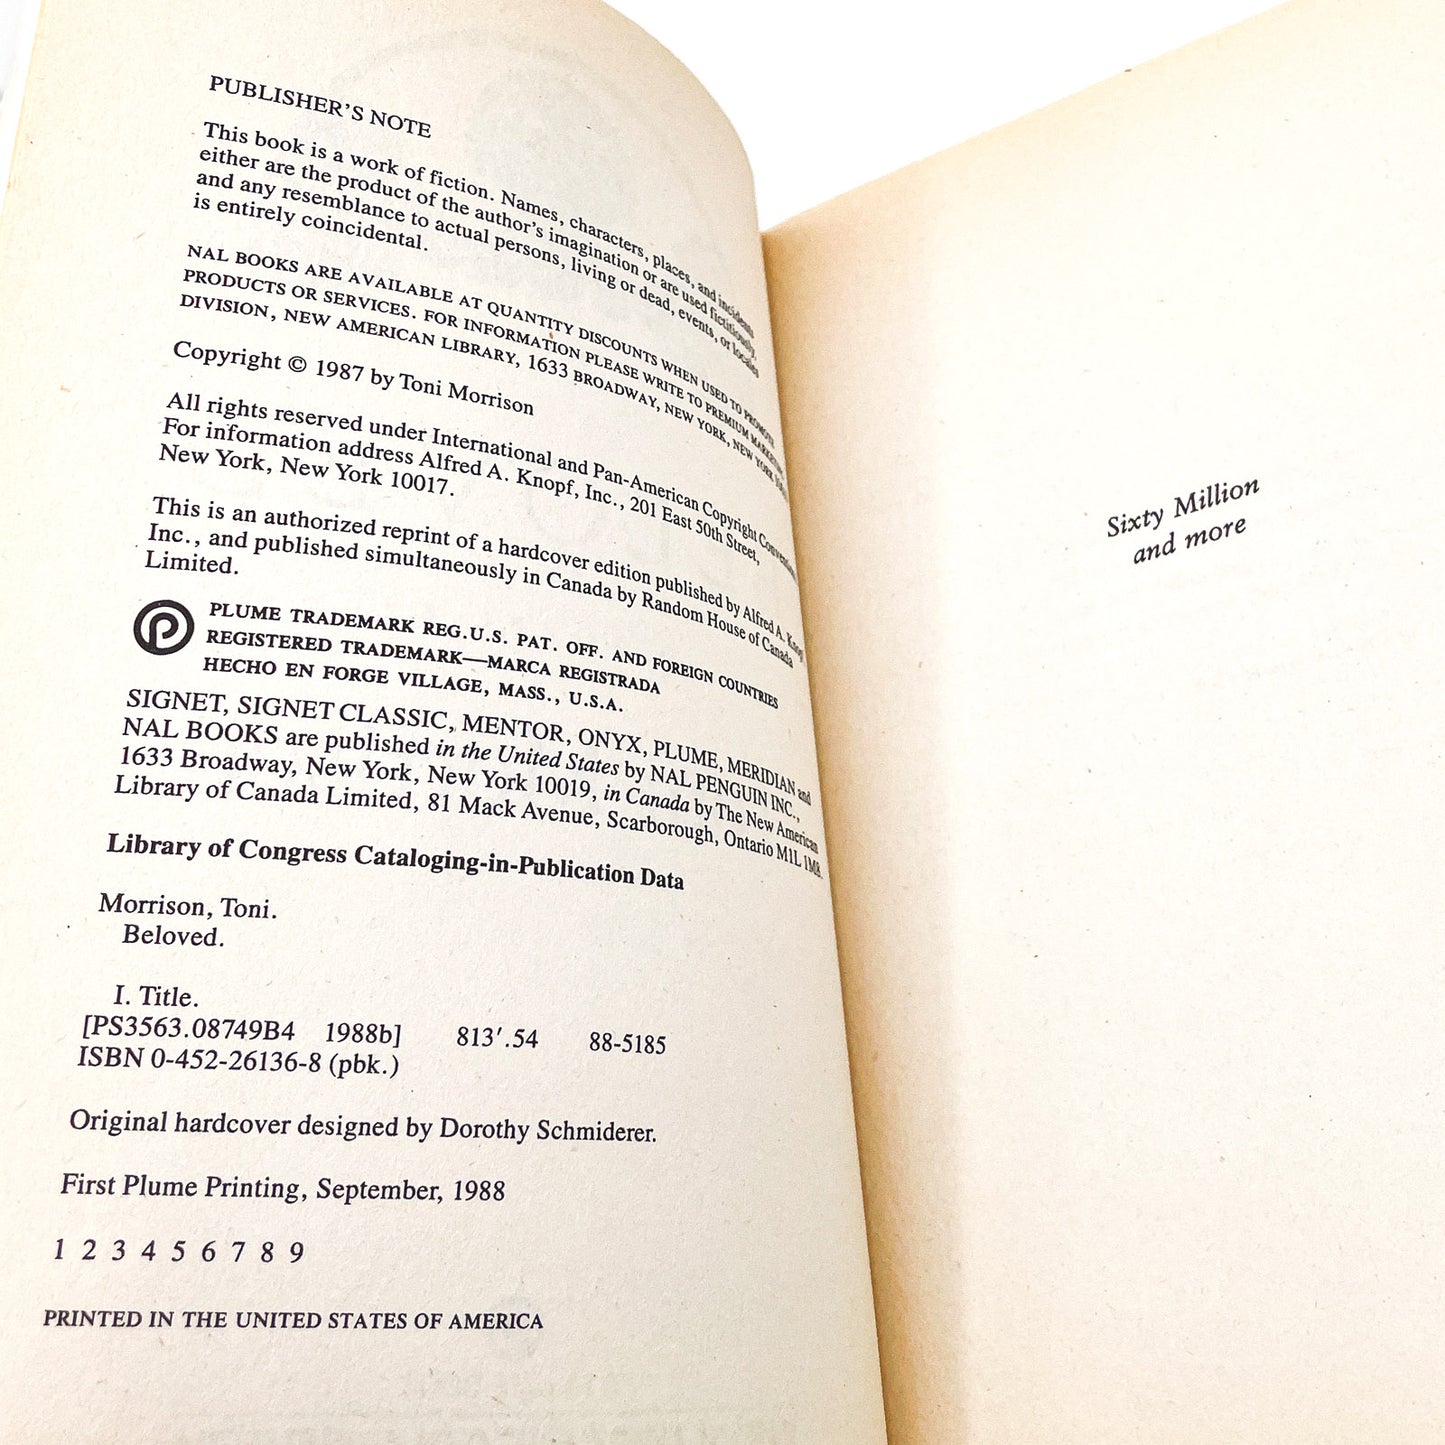 PUBLISHER'S NOTE
This book is a work of fiction. Names, characters, places, and incidents
either are the product of the author's imagination or are used fictitiously,
and any resemblance to actual persons, living or dead, events, or locales
is entirely coincidental.
NAL BOOKS ARE AVAILABLE AT QUANTITY DISCOUNTS WHEN USED TO PROMOTE
PRODUCTS OR SERVICES. FOR INFORMATION PLEASE WRITE TO PREMIUM MARKETING
DIVISION, NEW AMERICAN LIBRARY, 1633 BROADWAY, NEW YORK, NEW YORK
Copyright © 1987 by Toni Morrison
All rights reserved under International and Pan-American Copyright Conventions.
For information address Alfred A. Knopf, Inc., 201 East 50th Street,
New York, New York 10017.
This is an authorized reprint of a hardcover edition published by Alfred A. Knopf,
Inc., and published simultaneously in Canada by Random House of Canada
Limited.
PLUME TRADEMARK REG.U.S. PAT. OFF. AND FOREIGN COUNTRIES
REGISTERED TRADEMARK—MARCA REGISTRADA
HECHO EN FORGE VILLAGE, MASS., U.S.A.
SIGNET, SIGNET CLASSIC, MENTOR, ONYX, PLUME, MERIDIAN and
NAL BOOKS are published in the United States by NAL PENGUIN INC.,
1633 Broadway, New York, New York 10019, in Canada by The New American
Library of Canada Limited, 81 Mack Avenue, Scarborough, Ontario M1L 1M8.
Library of Congress Cataloging-in-Publication Data
Morrison, Toni.
Beloved.
I. Title.
[PS3563.08749B4 1988b] 813'.54 88-5185
ISBN 0-452-26136-8 (pbk.)
Original hardcover designed by Dorothy Schmiderer.
First Plume Printing, September, 1988
1 2 3 4 5 6 7 8 9
PRINTED IN THE UNITED STATES OF AMERICA
Sixty Million
and more